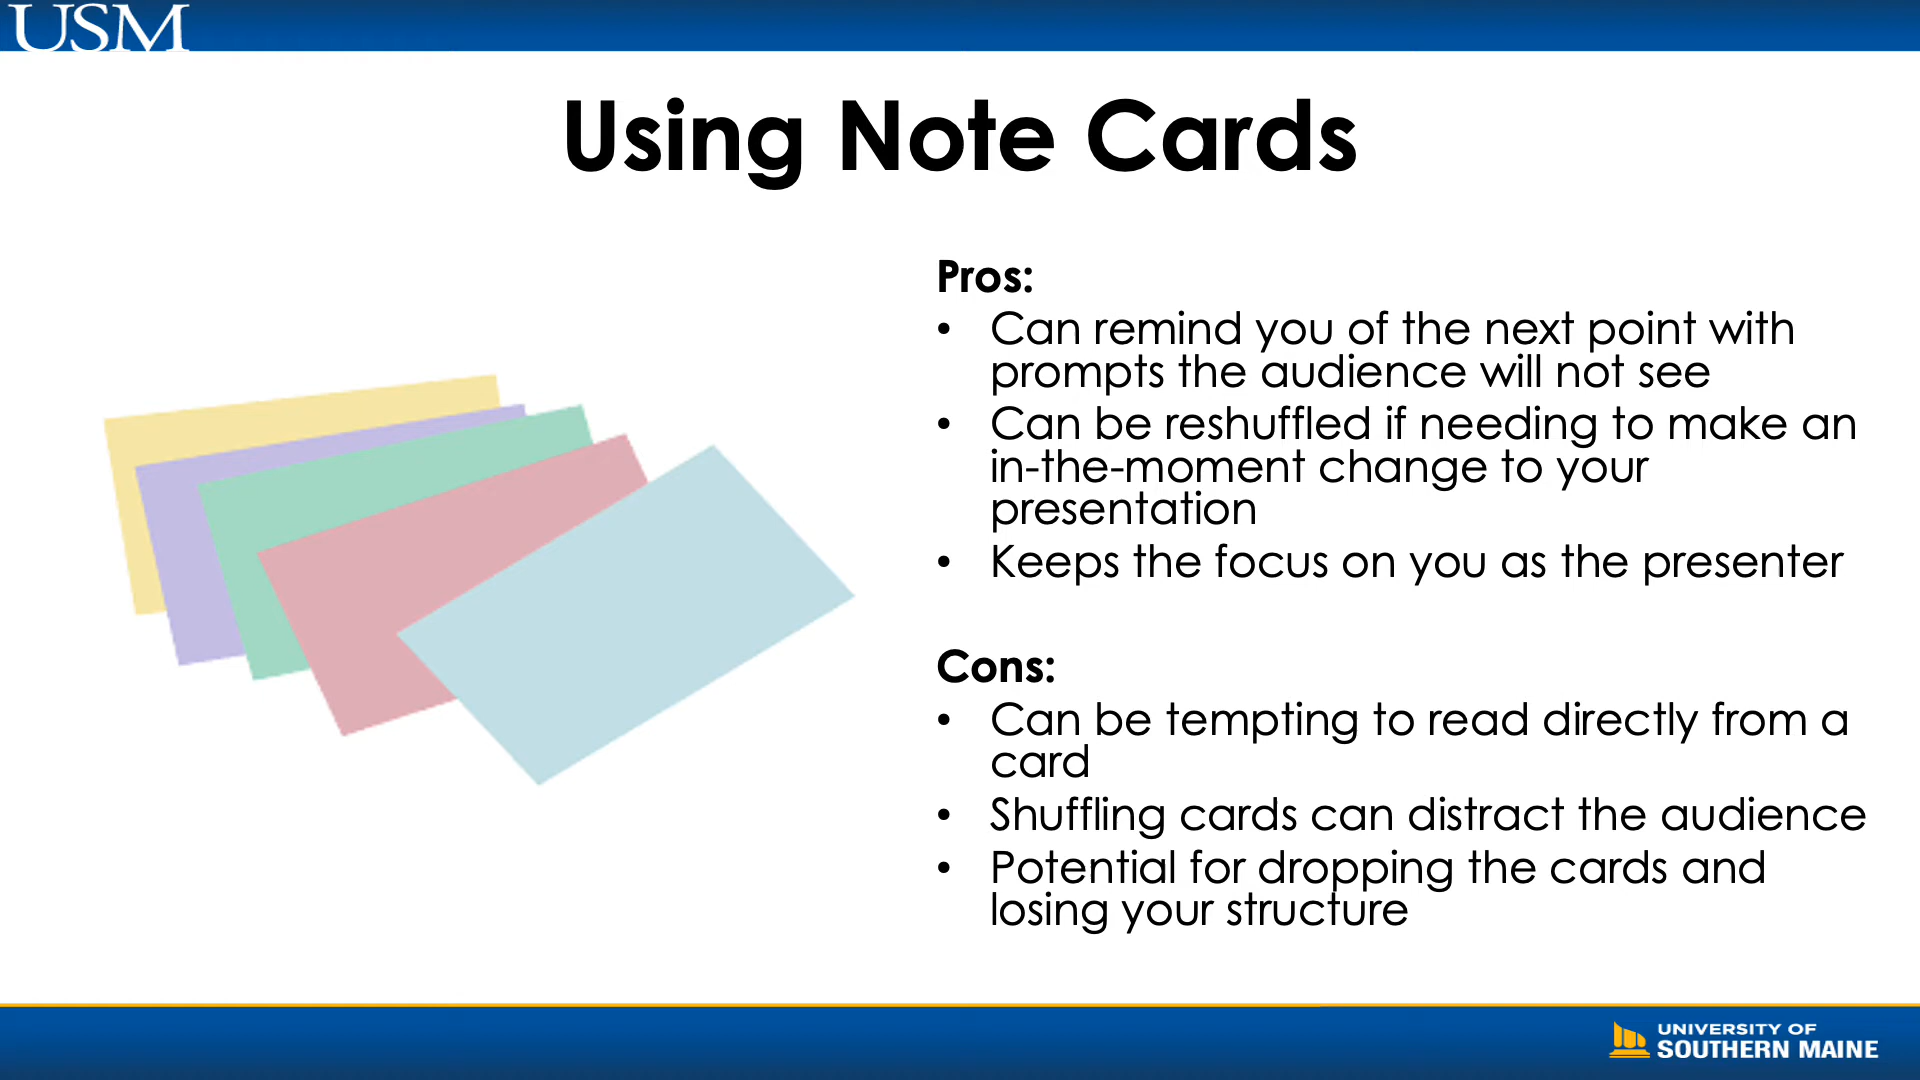 USM
Using Note Cards
Pros:
• Can remind you of the next point with
prompts the audience will not see
• Can be reshuffled if needing to make an
in-the-moment change to your
presentation
• Keeps the focus on you as the presenter
Cons:
• Can be tempting to read directly from a
card
• Shuffling cards can distract the audience
• Potential for dropping the cards and
losing your structure
UNIVERSITY OF
SOUTHERN MAINE